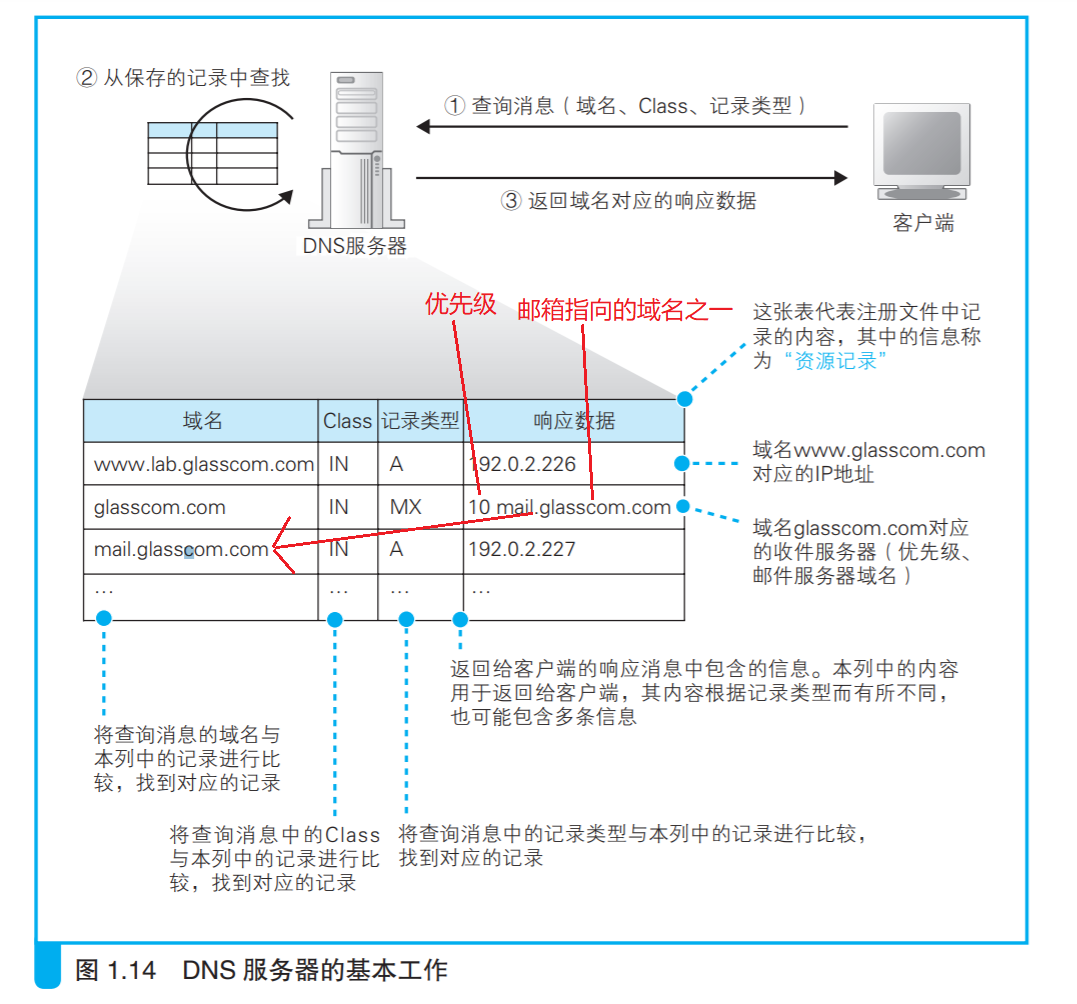 ② 从保存的记录中查找
① 查询消息（域名、Class、记录类型）
③ 返回域名对应的响应数据
DNS服务器
客户端
优先级
邮箱指向的域名之一
这张表代表注册文件中记
录的内容，其中的信息称
为“资源记录”
域名 Class 记录类型 响应数据
www.lab.glasscom.com IN A 192.0.2.226
glasscom.com IN MX 10 mail.glasscom.com
mail.glasscom.com IN A 192.0.2.227
… … … …
域名www.glasscom.com
对应的IP地址
域名glasscom.com对应
的收件服务器（优先级、
邮件服务器域名）
返回给客户端的响应消息中包含的信息。本列中的内容
用于返回给客户端，其内容根据记录类型而有所不同，
也可能包含多条信息
将查询消息的域名与
本列中的记录进行比
较，找到对应的记录
将查询消息中的Class
与本列中的记录进行比
较，找到对应的记录
将查询消息中的记录类型与本列中的记录进行比较，
找到对应的记录
图 1.14 DNS 服务器的基本工作